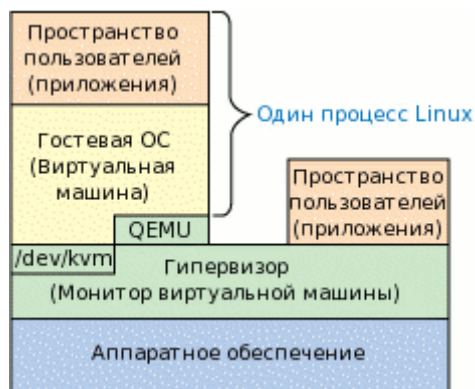 Пространство
пользователей
(приложения)
Один процесс Linux
Гостевая ОС
(Виртуальная
машина)
Пространство
пользователей
(приложения)
QEMU
/dev/kvm
Гипервизор
(Монитор виртуальной машины)
Аппаратное обеспечение